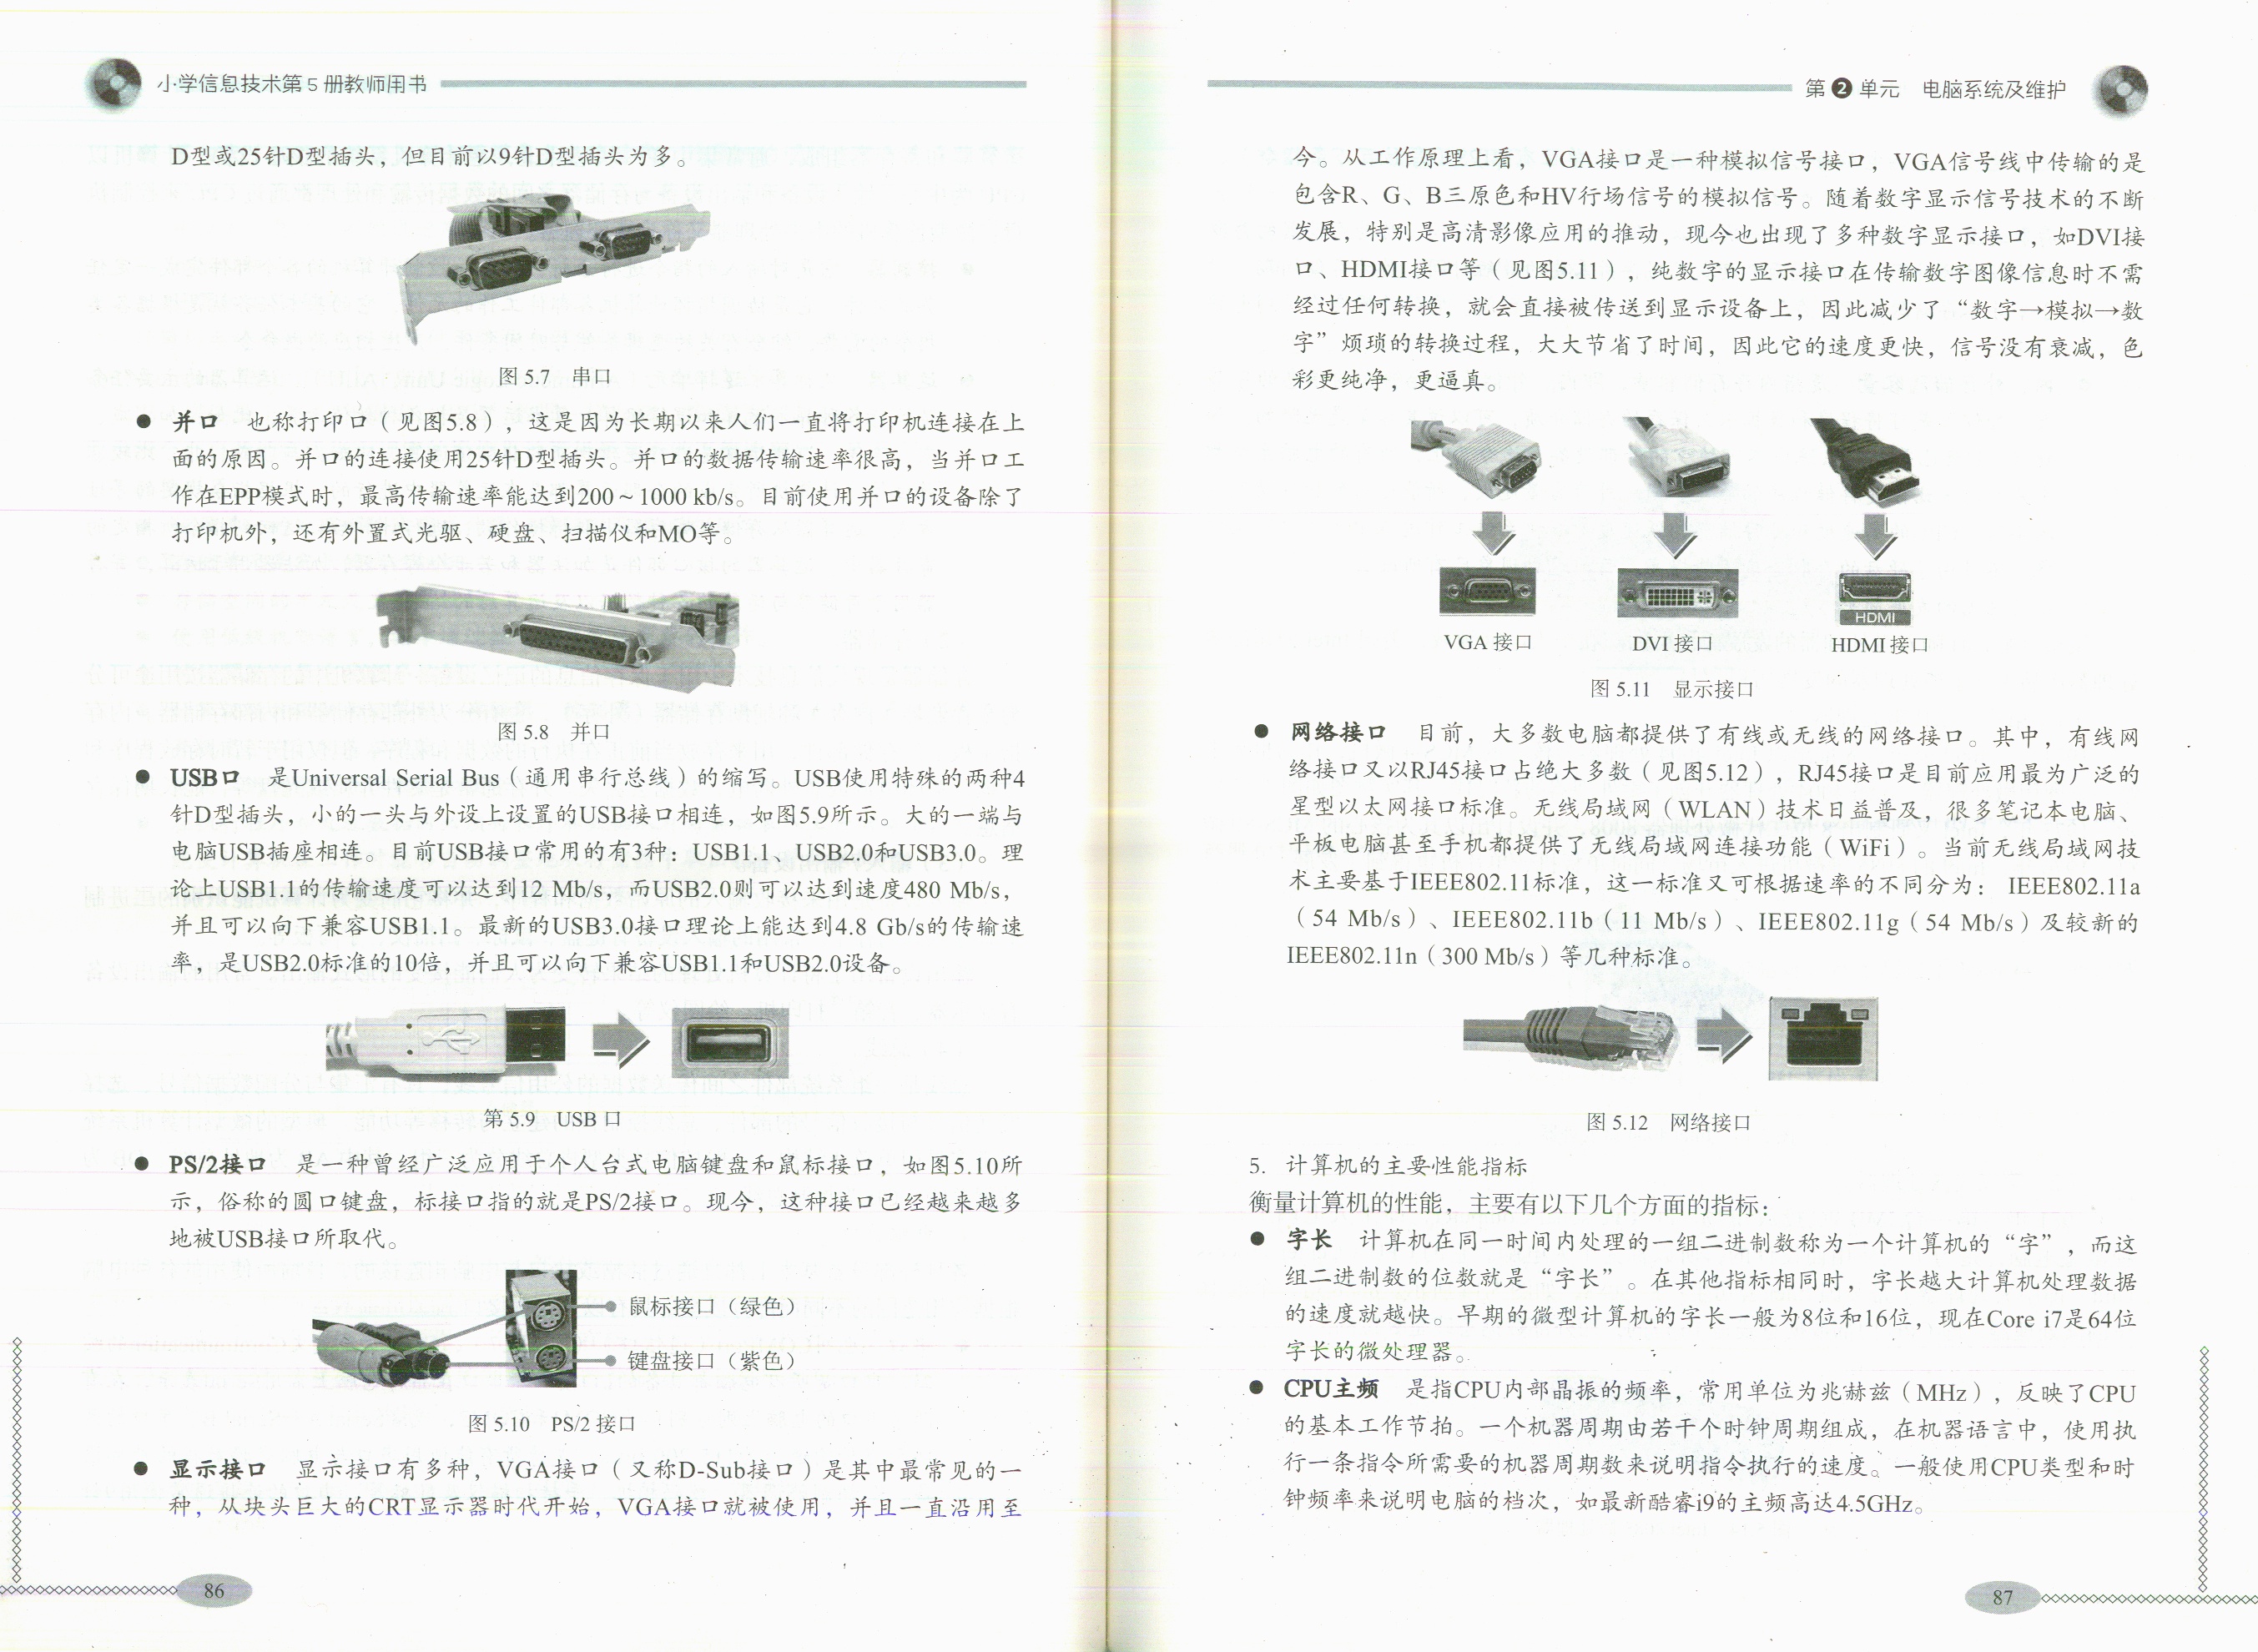 小学信息技术第5册教师用书
D型或25针D型插头，但目前以9针D型插头为多。
图 5.7 串口
● 并口 也称打印口（见图5.8），这是因为长期以来人们一直将打印机连接在上
面的原因。并口的连接使用25针D型插头。并口的数据传输速率很高，当并口工
作在EPP模式时，最高传输速率能达到200～1000 kb/s。目前使用并口的设备除了
打印机外，还有外置式光驱、硬盘、扫描仪和MO等。
图 5.8 并口
● USB口 是Universal Serial Bus（通用串行总线）的缩写。USB使用特殊的两种4
针D型插头，小的一头与外设上设置的USB接口相连，如图5.9所示。大的一端与
电脑USB插座相连。目前USB接口常用的有3种：USB1.1、USB2.0和USB3.0。理
论上USB1.1的传输速度可以达到12 Mb/s，而USB2.0则可以达到速度480 Mb/s，
并且可以向下兼容USB1.1。最新的USB3.0接口理论上能达到4.8 Gb/s的传输速
率，是USB2.0标准的10倍，并且可以向下兼容USB1.1和USB2.0设备。
第 5.9 USB 口
● PS/2接口 是一种曾经广泛应用于个人台式电脑键盘和鼠标接口，如图5.10所
示，俗称的圆口键盘，标接口指的就是PS/2接口。现今，这种接口已经越来越多
地被USB接口所取代。
鼠标接口（绿色）
键盘接口（紫色）
图 5.10 PS/2 接口
● 显示接口 显示接口有多种，VGA接口（又称D-Sub接口）是其中最常见的一
种，从块头巨大的CRT显示器时代开始，VGA接口就被使用，并且一直沿用至
86
第2单元 电脑系统及维护
今。从工作原理上看，VGA接口是一种模拟信号接口，VGA信号线中传输的是
包含R、G、B三原色和HV行场信号的模拟信号。随着数字显示信号技术的不断
发展，特别是高清影像应用的推动，现今也出现了多种数字显示接口，如DVI接
口、HDMI接口等（见图5.11），纯数字的显示接口在传输数字图像信息时不需
经过任何转换，就会直接被传送到显示设备上，因此减少了“数字→模拟→数
字”烦琐的转换过程，大大节省了时间，因此它的速度更快，信号没有衰减，色
彩更纯净，更逼真。
HDMI
VGA 接口 DVI 接口 HDMI 接口
图 5.11 显示接口
● 网络接口 目前，大多数电脑都提供了有线或无线的网络接口。其中，有线网
络接口又以RJ45接口占绝大多数（见图5.12），RJ45接口是目前应用最为广泛的
星型以太网接口标准。无线局域网（WLAN）技术日益普及，很多笔记本电脑、
平板电脑甚至手机都提供了无线局域网连接功能（WiFi）。当前无线局域网技
术主要基于IEEE802.11标准，这一标准又可根据速率的不同分为： IEEE802.11a
（54 Mb/s）、IEEE802.11b（11 Mb/s）、IEEE802.11g（54 Mb/s）及较新的
IEEE802.11n（300 Mb/s）等几种标准。
图 5.12 网络接口
5. 计算机的主要性能指标
衡量计算机的性能，主要有以下几个方面的指标：
● 字长 计算机在同一时间内处理的一组二进制数称为一个计算机的“字”，而这
组二进制数的位数就是“字长”。在其他指标相同时，字长越大计算机处理数据
的速度就越快。早期的微型计算机的字长一般为8位和16位，现在Core i7是64位
字长的微处理器。
● CPU主频 是指CPU内部晶振的频率，常用单位为兆赫兹（MHz），反映了CPU
的基本工作节拍。一个机器周期由若干个时钟周期组成，在机器语言中，使用执
行一条指令所需要的机器周期数来说明指令执行的速度。一般使用CPU类型和时
钟频率来说明电脑的档次，如最新酷睿i9的主频高达4.5GHz。
87